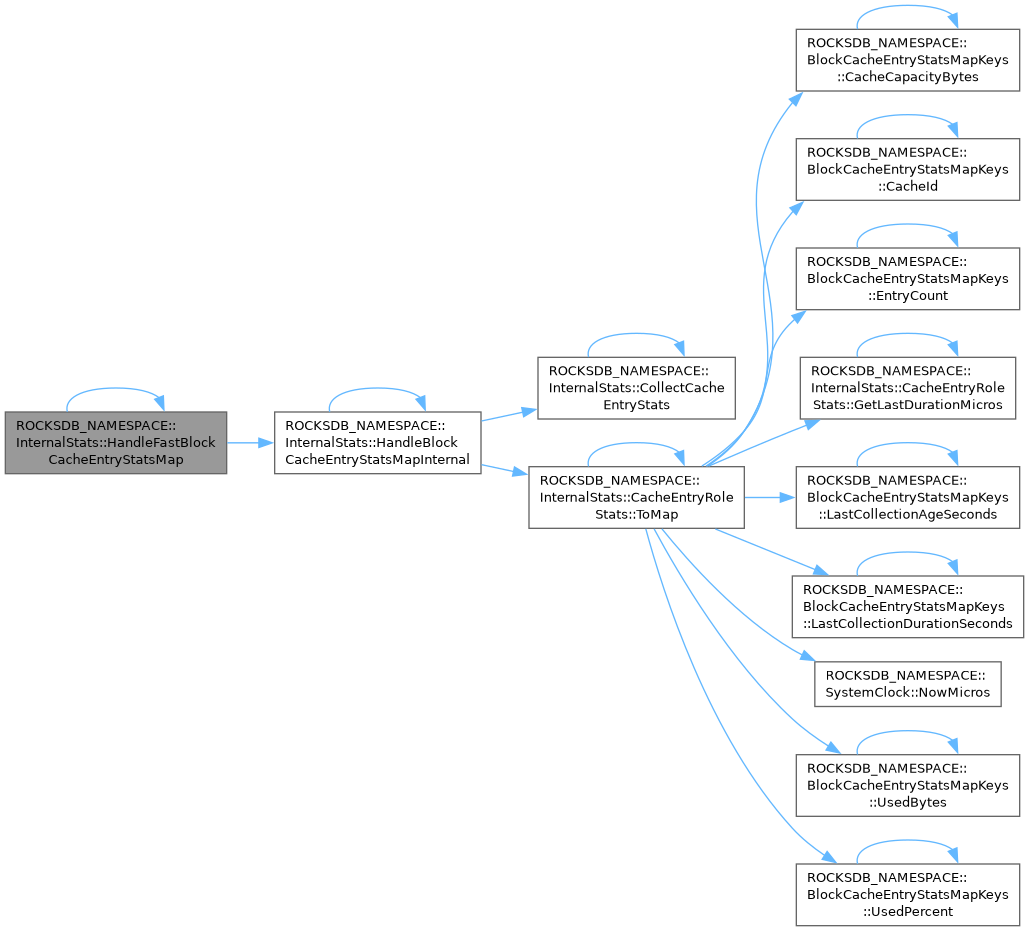 ROCKSDB_NAMESPACE::
InternalStats::HandleFastBlock
CacheEntryStatsMap
ROCKSDB_NAMESPACE::
InternalStats::HandleBlock
CacheEntryStatsMapInternal
ROCKSDB_NAMESPACE::
InternalStats::CollectCache
EntryStats
ROCKSDB_NAMESPACE::
InternalStats::CacheEntryRole
Stats::ToMap
ROCKSDB_NAMESPACE::
BlockCacheEntryStatsMapKeys
::CacheCapacityBytes
ROCKSDB_NAMESPACE::
BlockCacheEntryStatsMapKeys
::CacheId
ROCKSDB_NAMESPACE::
BlockCacheEntryStatsMapKeys
::EntryCount
ROCKSDB_NAMESPACE::
InternalStats::CacheEntryRole
Stats::GetLastDurationMicros
ROCKSDB_NAMESPACE::
BlockCacheEntryStatsMapKeys
::LastCollectionAgeSeconds
ROCKSDB_NAMESPACE::
BlockCacheEntryStatsMapKeys
::LastCollectionDurationSeconds
ROCKSDB_NAMESPACE::
SystemClock::NowMicros
ROCKSDB_NAMESPACE::
BlockCacheEntryStatsMapKeys
::UsedBytes
ROCKSDB_NAMESPACE::
BlockCacheEntryStatsMapKeys
::UsedPercent